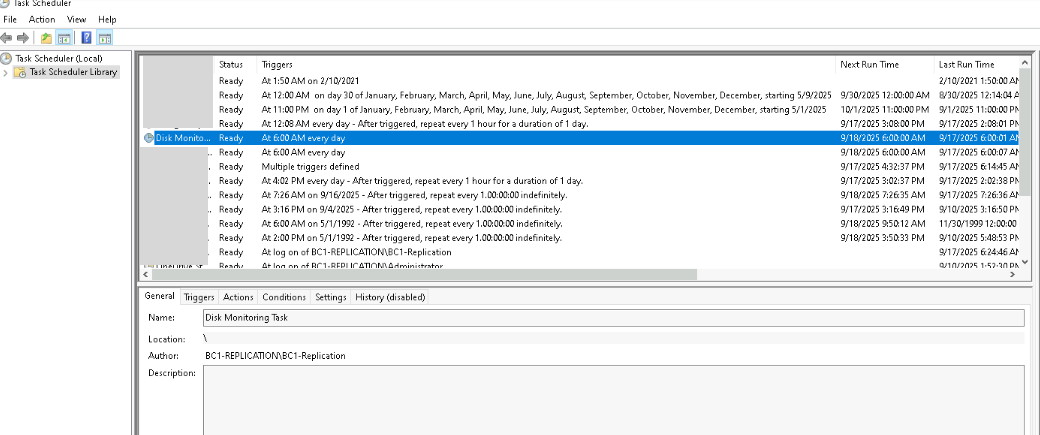 Task Scheduler
File Action View Help
Task Scheduler (Local)
Task Scheduler Library
Status Triggers Next Run Time Last Run Time
Ready At 1:50 AM on 2/10/2021 2/10/2021 1:50:00 AM
Ready At 12:00 AM on day 30 of January, February, March, April, May, June, July, August, September, October, November, December, starting 5/9/2025 9/30/2025 12:00:00 AM 8/30/2025 12:14:04 A
Ready At 11:00 PM on day 1 of January, February, March, April, May, June, July, August, September, October, November, December, starting 5/1/2025 10/1/2025 11:00:00 PM 9/1/2025 11:00:00 PM
Ready At 12:08 AM every day - After triggered, repeat every 1 hour for a duration of 1 day. 9/17/2025 3:08:00 PM 9/17/2025 2:08:01 PM
Disk Monito... Ready At 6:00 AM every day 9/18/2025 6:00:00 AM 9/17/2025 6:00:01 AM
Ready At 6:00 AM every day 9/18/2025 6:00:00 AM 9/17/2025 6:00:07 AM
Ready Multiple triggers defined 9/17/2025 4:32:37 PM 9/17/2025 6:14:45 AM
Ready At 4:02 PM every day - After triggered, repeat every 1 hour for a duration of 1 day. 9/17/2025 3:02:37 PM 9/17/2025 2:02:38 PM
Ready At 7:26 AM on 9/16/2025 - After triggered, repeat every 1.00:00:00 indefinitely. 9/18/2025 7:26:35 AM 9/17/2025 7:26:36 AM
Ready At 3:16 PM on 9/4/2025 - After triggered, repeat every 1.00:00:00 indefinitely. 9/17/2025 3:16:49 PM 9/10/2025 3:16:50 PM
Ready At 6:00 AM on 5/1/1992 - After triggered, repeat every 1.00:00:00 indefinitely. 9/18/2025 9:50:12 AM 11/30/1999 12:00:00
Ready At 2:00 PM on 5/1/1992 - After triggered, repeat every 1.00:00:00 indefinitely. 9/18/2025 3:50:33 PM 9/10/2025 5:48:53 PM
Ready At log on of BC1-REPLICATION\BC1-Replication 9/17/2025 6:24:46 AM
Ready At log on of BC1-REPLICATION\Administrator 9/10/2025 1:52:30 PM
General Triggers Actions Conditions Settings History (disabled)
Name: Disk Monitoring Task
Location: \
Author: BC1-REPLICATION\BC1-Replication
Description: